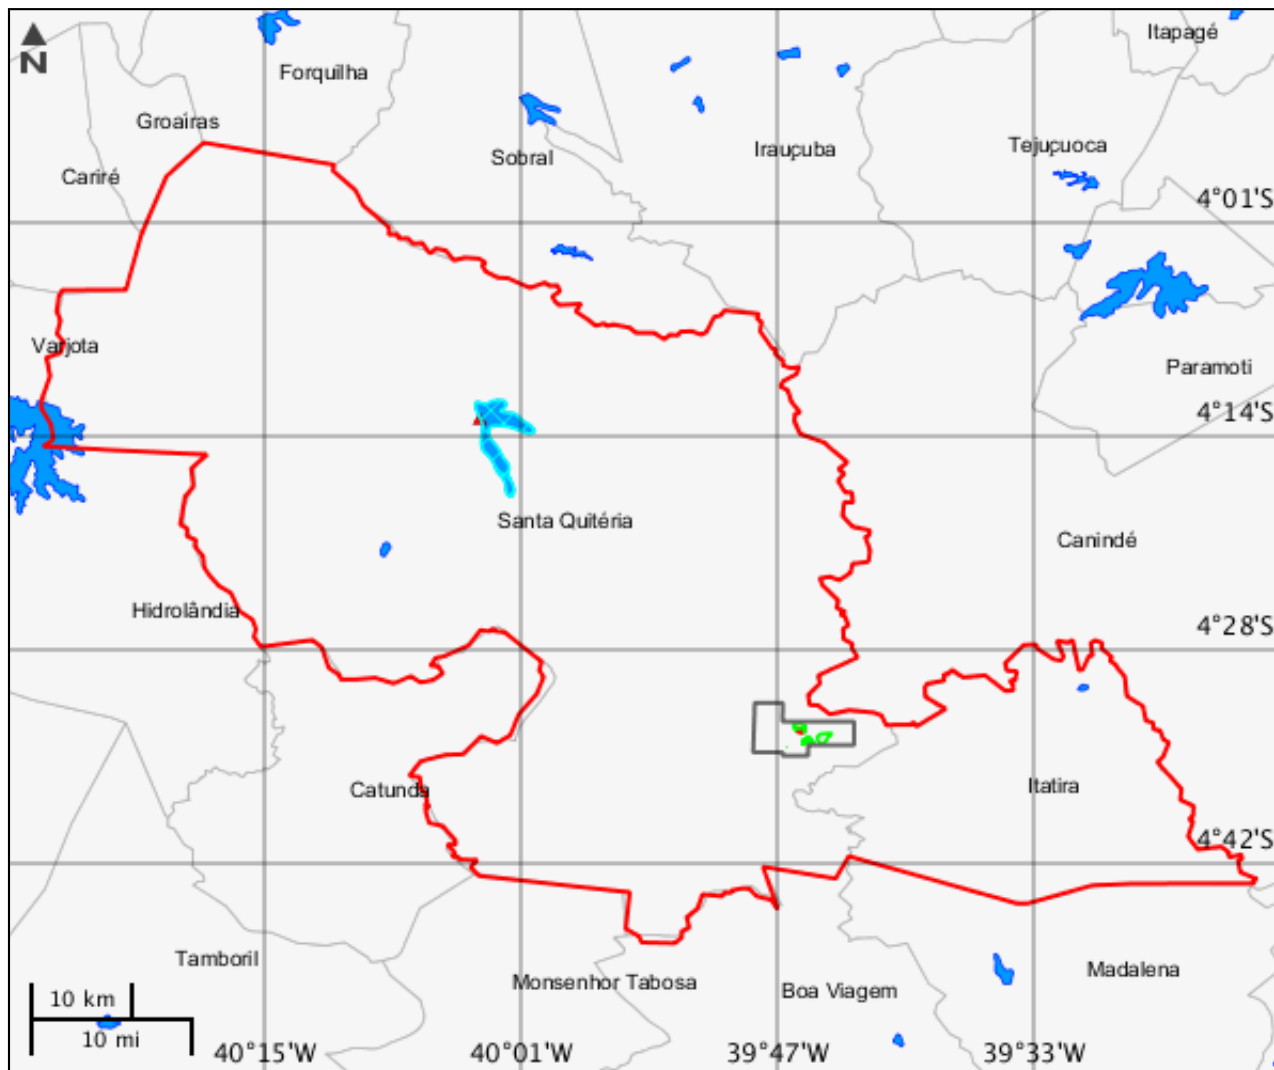 N
Itapagé
Forquilha
Groaíras
Sobral
Irauçuba
Tejuçuoca
Cariré
4°01'S
Varjota
Paramoti
4°14'S
Santa Quitéria
Canindé
Hidrolândia
4°28'S
Catunda
Itatira
4°42'S
Tamboril
Monsenhor Tabosa
Boa Viagem
Madalena
10 km
10 mi
40°15'W
40°01'W
39°47'W
39°33'W